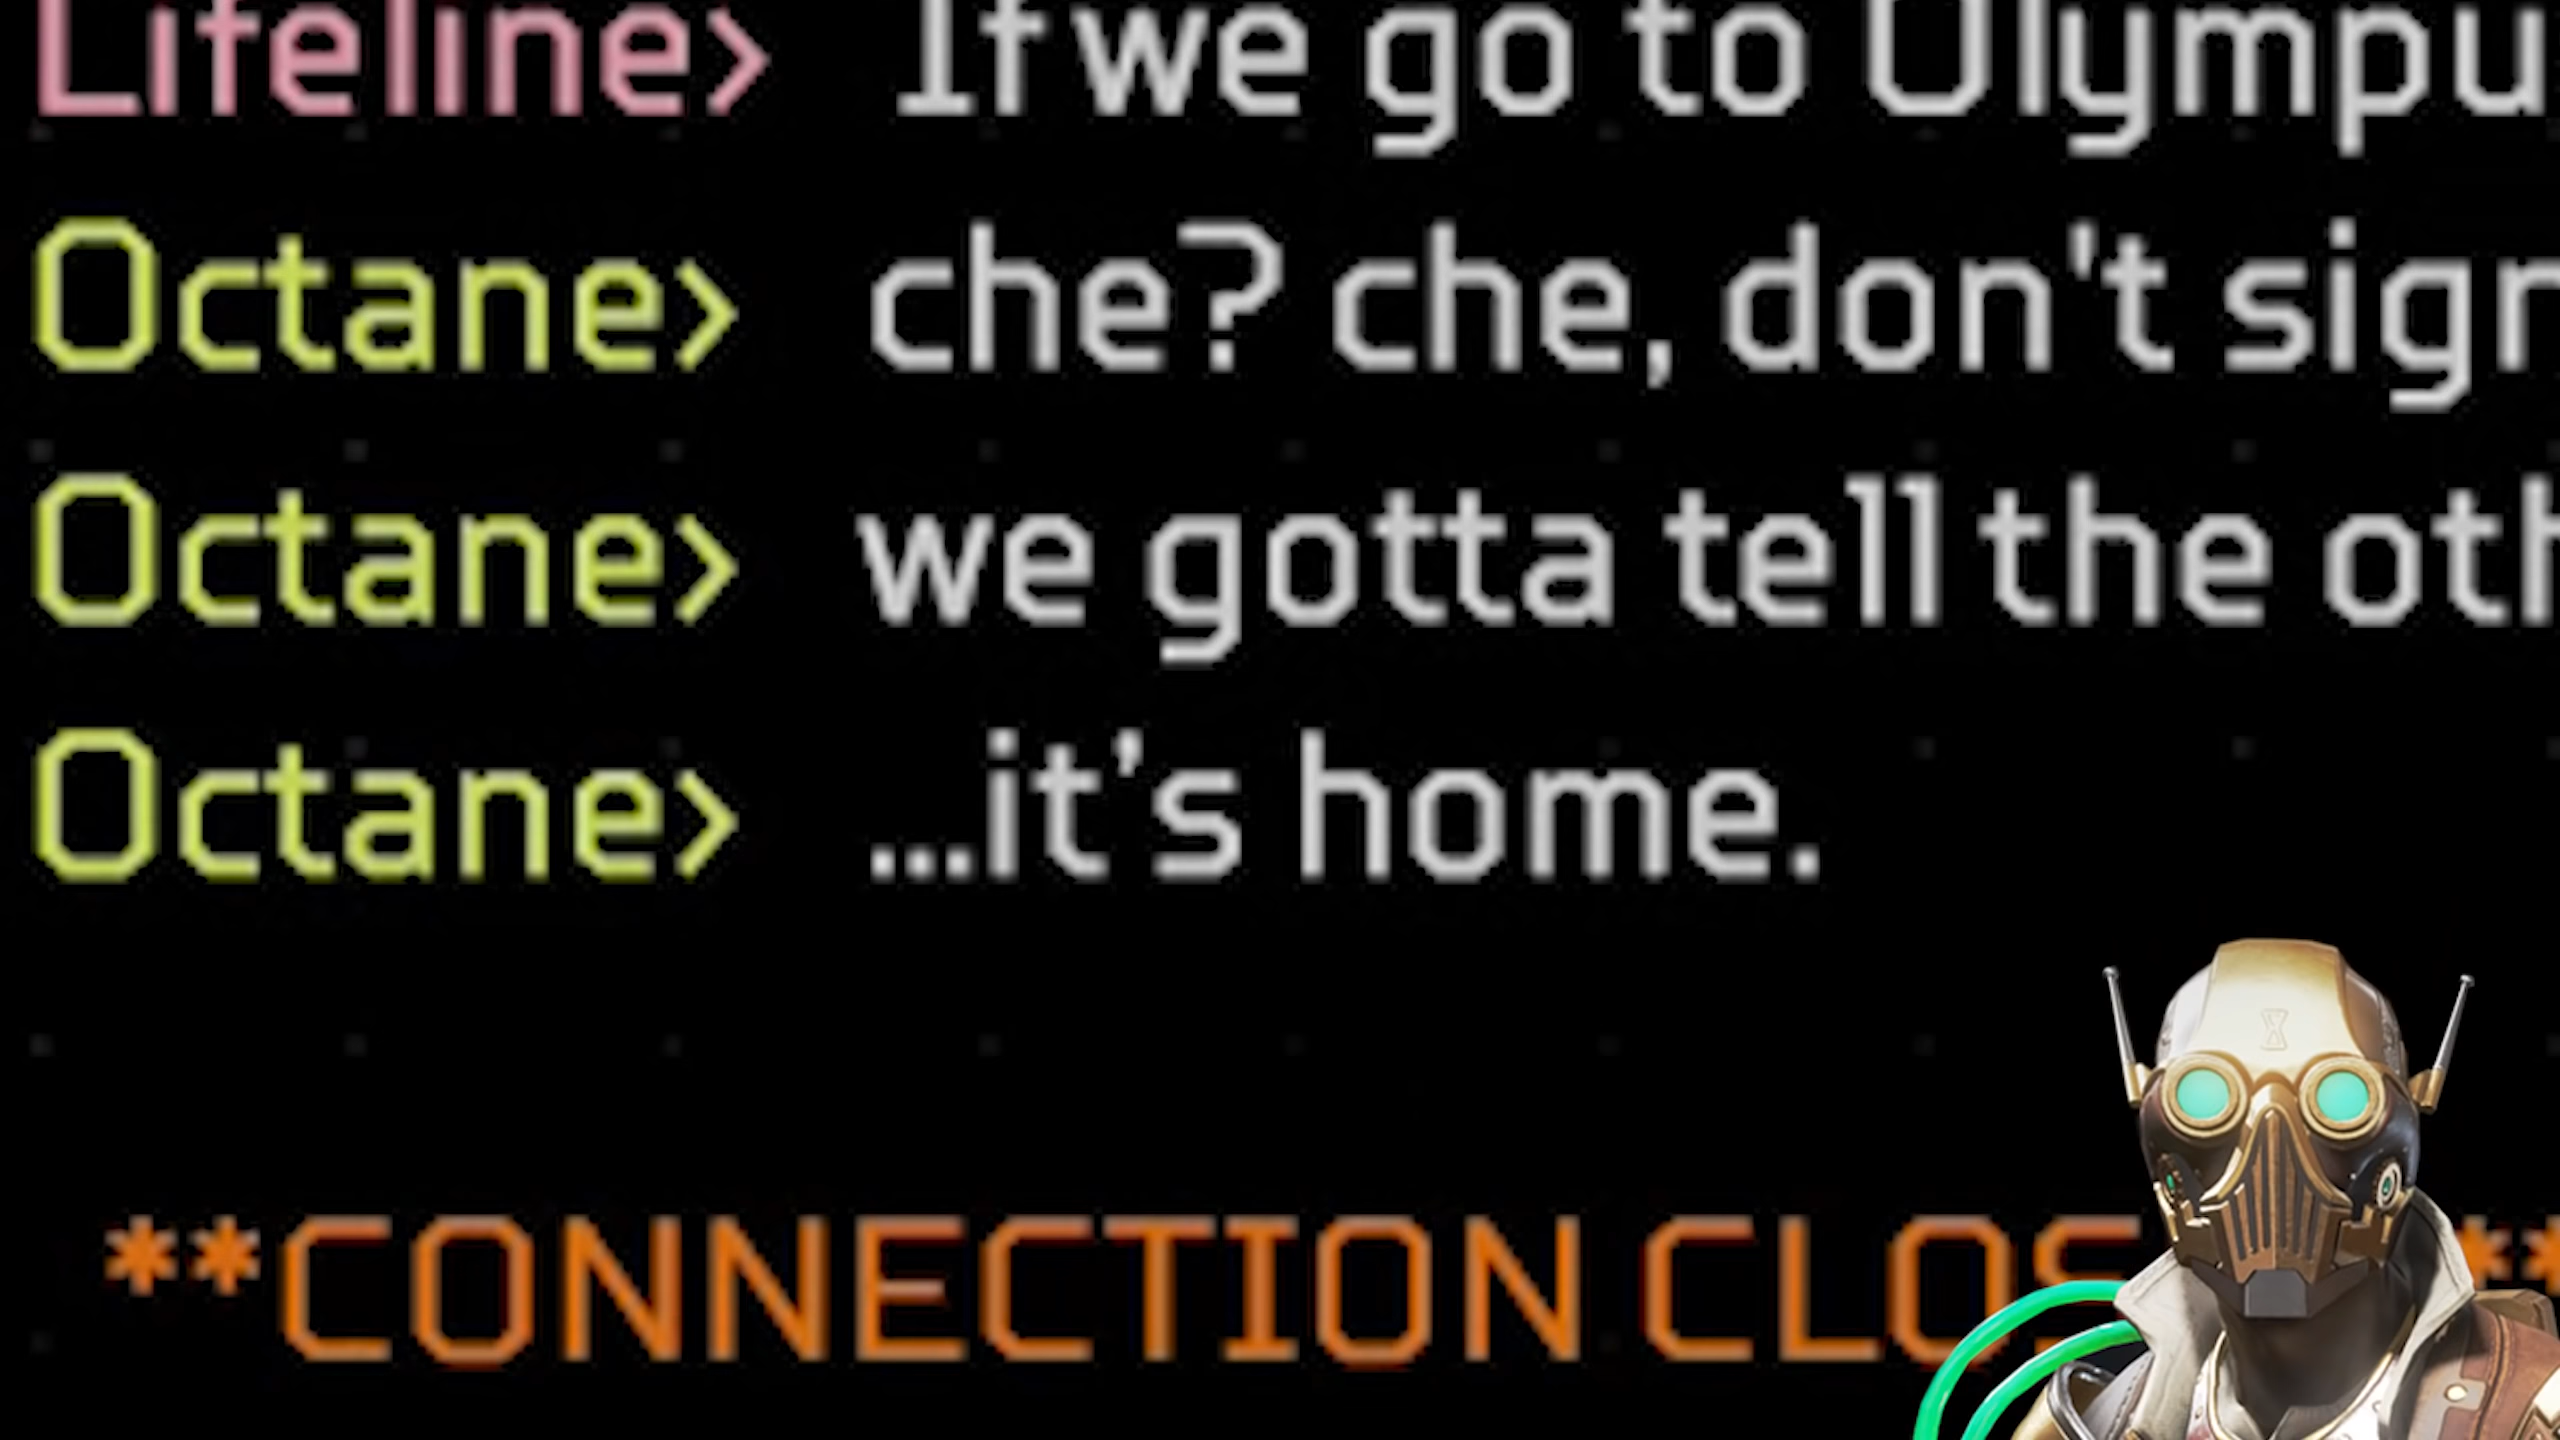 Lifeline> If we go to Olympu
Octane> che? che, don't sign
Octane> we gotta tell the oth
Octane> ...it's home.
**CONNECTION CLOS **